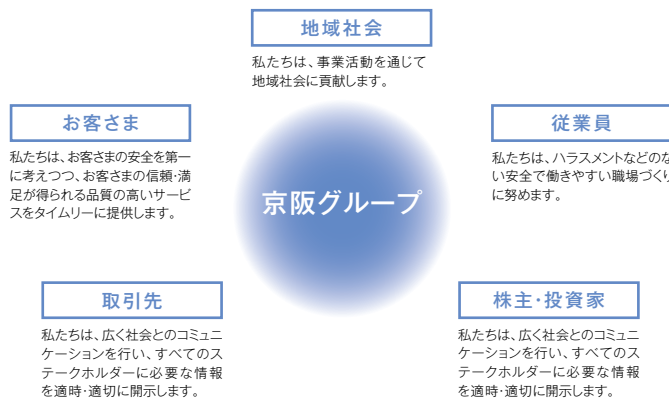 地域社会
私たちは、事業活動を通じて
地域社会に貢献します。
お客さま
私たちは、お客さまの安全を第一
に考えつつ、お客さまの信頼・満
足が得られる品質の高いサービ
スをタイムリーに提供します。
従業員
私たちは、ハラスメントなどのな
い安全で働きやすい職場づくり
に努めます。
京阪グループ
取引先
私たちは、広く社会とのコミュニ
ケーションを行い、すべてのス
テークホルダーに必要な情報
を適時・適切に開示します。
株主・投資家
私たちは、広く社会とのコミュニ
ケーションを行い、すべてのス
テークホルダーに必要な情報
を適時・適切に開示します。